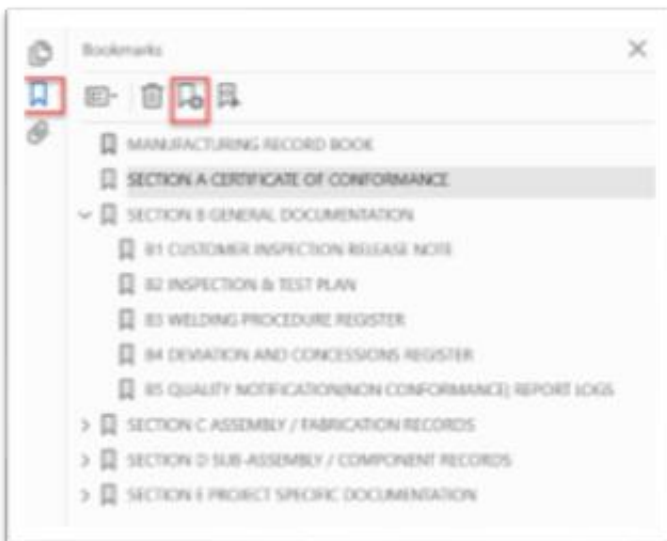 Bookmarks
MANUFACTURING RECORD BOOK
SECTION A CERTIFICATE OF CONFORMANCE
SECTION B GENERAL DOCUMENTATION
B1 CUSTOMER INSPECTION RELEASE NOTE
B2 INSPECTION & TEST PLAN
B3 WELDING PROCEDURE REGISTER
B4 DEVIATION AND CONCESSIONS REGISTER
B5 QUALITY NOTIFICATION(NON CONFORMANCE) REPORT LOGS
SECTION C ASSEMBLY / FABRICATION RECORDS
SECTION D SUB-ASSEMBLY / COMPONENT RECORDS
SECTION E PROJECT SPECIFIC DOCUMENTATION